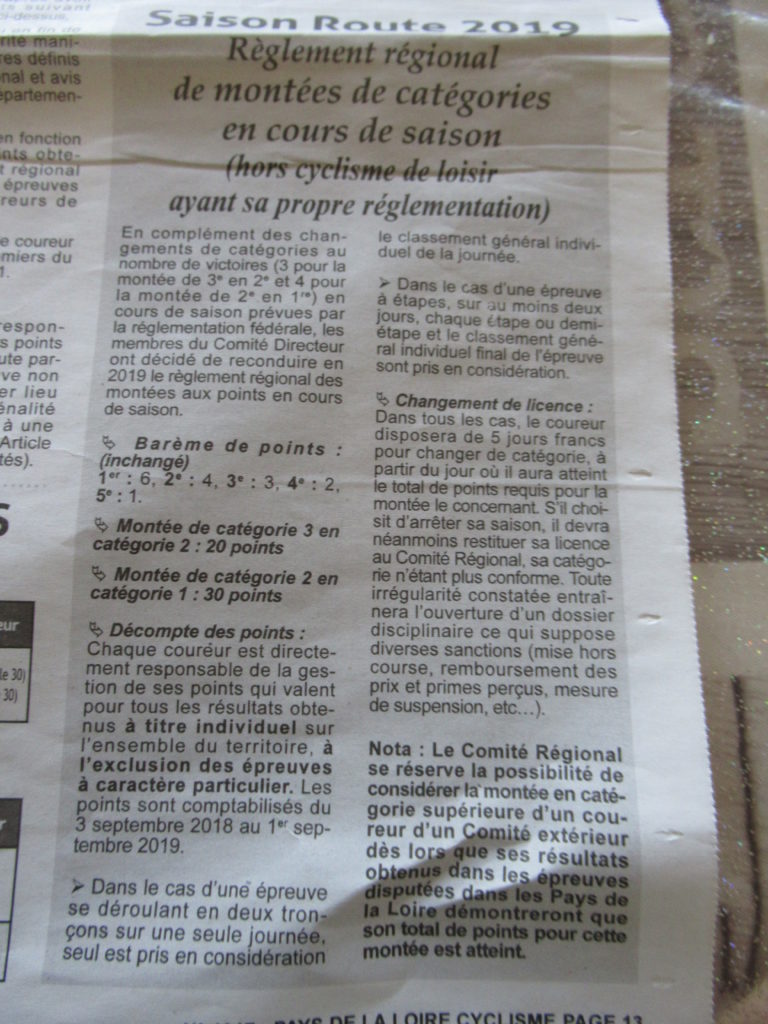 Saison Route 2019
Règlement régional
de montées de catégories
en cours de saison
(hors cyclisme de loisir
ayant sa propre réglementation)
En complément des chan-
gements de catégories au
nombre de victoires (3 pour la
montée de 3e en 2e et 4 pour
la montée de 2e en 1re) en
cours de saison prévues par
la réglementation fédérale, les
membres du Comité Directeur
ont décidé de reconduire en
2019 le règlement régional des
montées aux points en cours
de saison.
Barème de points :
(inchangé)
1er : 6, 2e : 4, 3e : 3, 4e : 2,
5e : 1.
Montée de catégorie 3 en
catégorie 2 : 20 points
Montée de catégorie 2 en
catégorie 1 : 30 points
Décompte des points :
Chaque coureur est directe-
ment responsable de la ges-
tion de ses points qui valent
pour tous les résultats obte-
nus à titre individuel sur
l'ensemble du territoire, à
l'exclusion des épreuves
à caractère particulier. Les
points sont comptabilisés du
3 septembre 2018 au 1er sep-
tembre 2019.
➤ Dans le cas d'une épreuve
se déroulant en deux tron-
çons sur une seule journée,
seul est pris en considération
le classement général indivi-
duel de la journée.
➤ Dans le cas d'une épreuve
à étapes, sur au moins deux
jours, chaque étape ou demi-
étape et le classement géné-
ral individuel final de l'épreuve
sont pris en considération.
Changement de licence :
Dans tous les cas, le coureur
disposera de 5 jours francs
pour changer de catégorie, à
partir du jour où il aura atteint
le total de points requis pour la
montée le concernant. S'il choi-
sit d'arrêter sa saison, il devra
néanmoins restituer sa licence
au Comité Régional, sa catégo-
rie n'étant plus conforme. Toute
irrégularité constatée entraî-
nera l'ouverture d'un dossier
disciplinaire ce qui suppose
diverses sanctions (mise hors
course, remboursement des
prix et primes perçus, mesure
de suspension, etc...).
Nota : Le Comité Régional
se réserve la possibilité de
considérer la montée en caté-
gorie supérieure d'un cou-
reur d'un Comité extérieur
dès lors que ses résultats
obtenus dans les épreuves
disputées dans les Pays de
la Loire démontreront que
son total de points pour cette
montée est atteint.
PAYS DE LA LOIRE CYCLISME PAGE 13